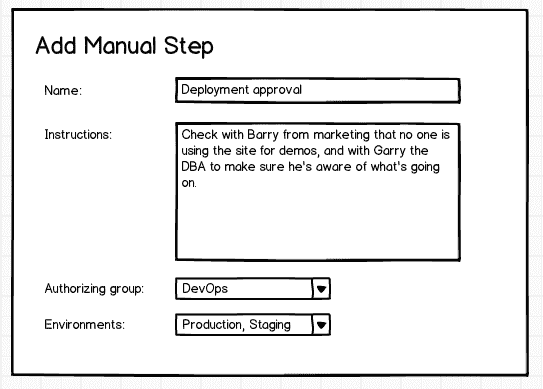 Add Manual Step
Name: Deployment approval
Instructions: Check with Barry from marketing that no one is
using the site for demos, and with Garry the
DBA to make sure he's aware of what's going
on.
Authorizing group: DevOps
Environments: Production, Staging